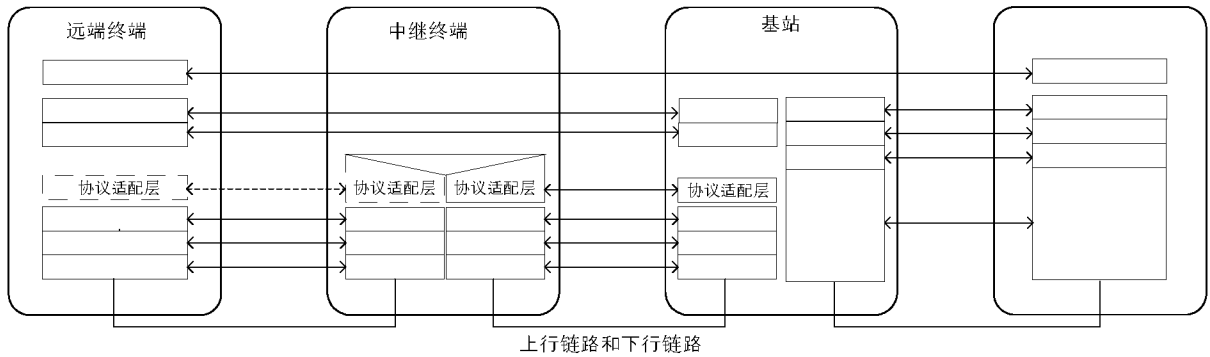 远端终端
中继终端
基站
协议适配层
协议适配层
协议适配层
协议适配层
上行链路和下行链路